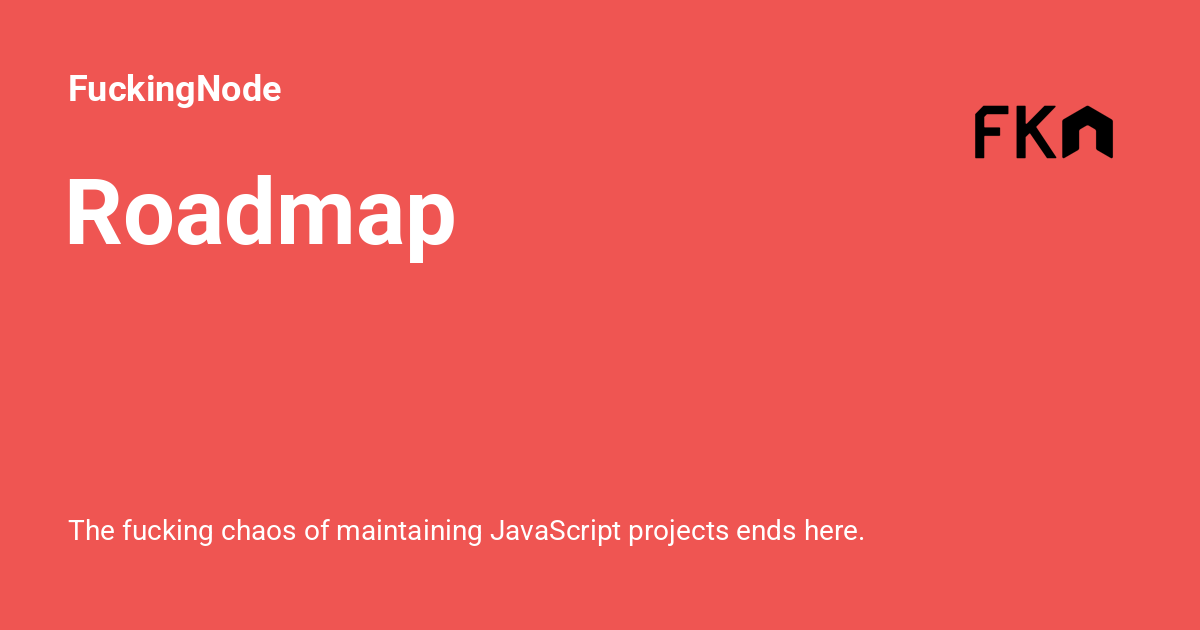 FuckingNode
FKn
Roadmap
The fucking chaos of maintaining JavaScript projects ends here.